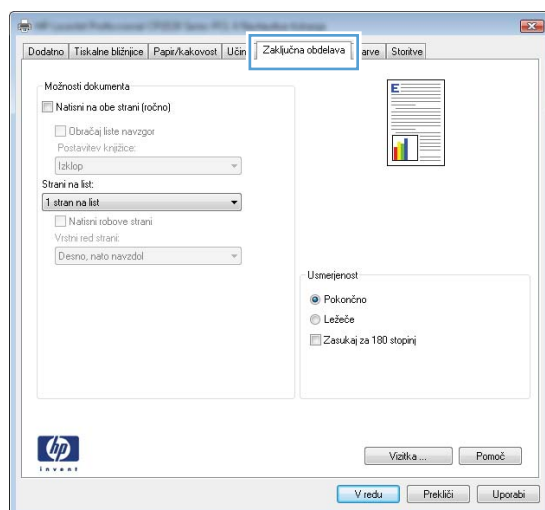 Dodatno Tiskalne bližnjice Papir/kakovost Zaključna obdelava Storitve
Možnosti dokumenta
Natisni na obe strani (ročno)
Obračaj liste navzgor
Postavitev knjižice:
Izklop
Strani na list:
1 stran na list
Natisni robove strani
Vrstni red strani:
Desno, nato navzdol
E
Usmerjenost
Pokončno
Ležeče
Zasukaj za 180 stopinj
hp
invent
Vizitka ... Pomoč
V redu Prekliči Uporabi